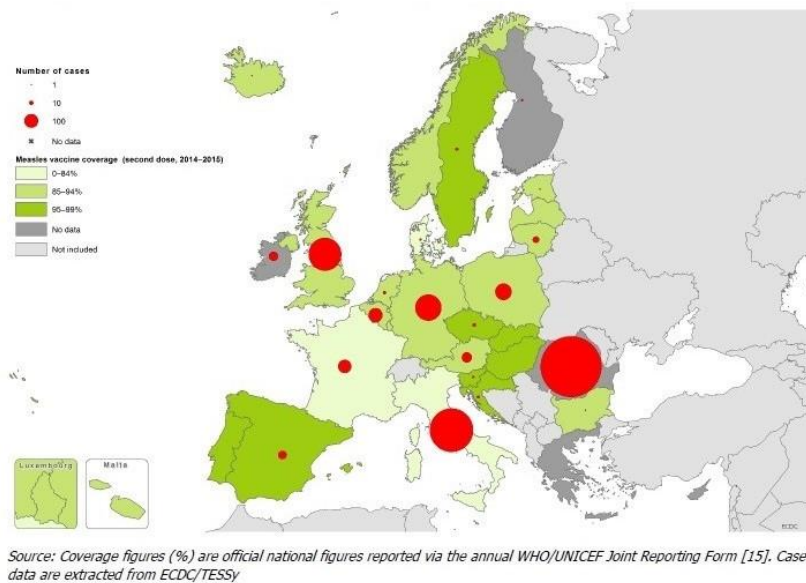 Number of cases
1
10
100
No data
Measles vaccine coverage (second dose, 2014–2015)
0–84%
85–94%
95–99%
No data
Not included
Luxembourg
Malta
ECDC
Source: Coverage figures (%) are official national figures reported via the annual WHO/UNICEF Joint Reporting Form [15]. Case
data are extracted from ECDC/TESSy